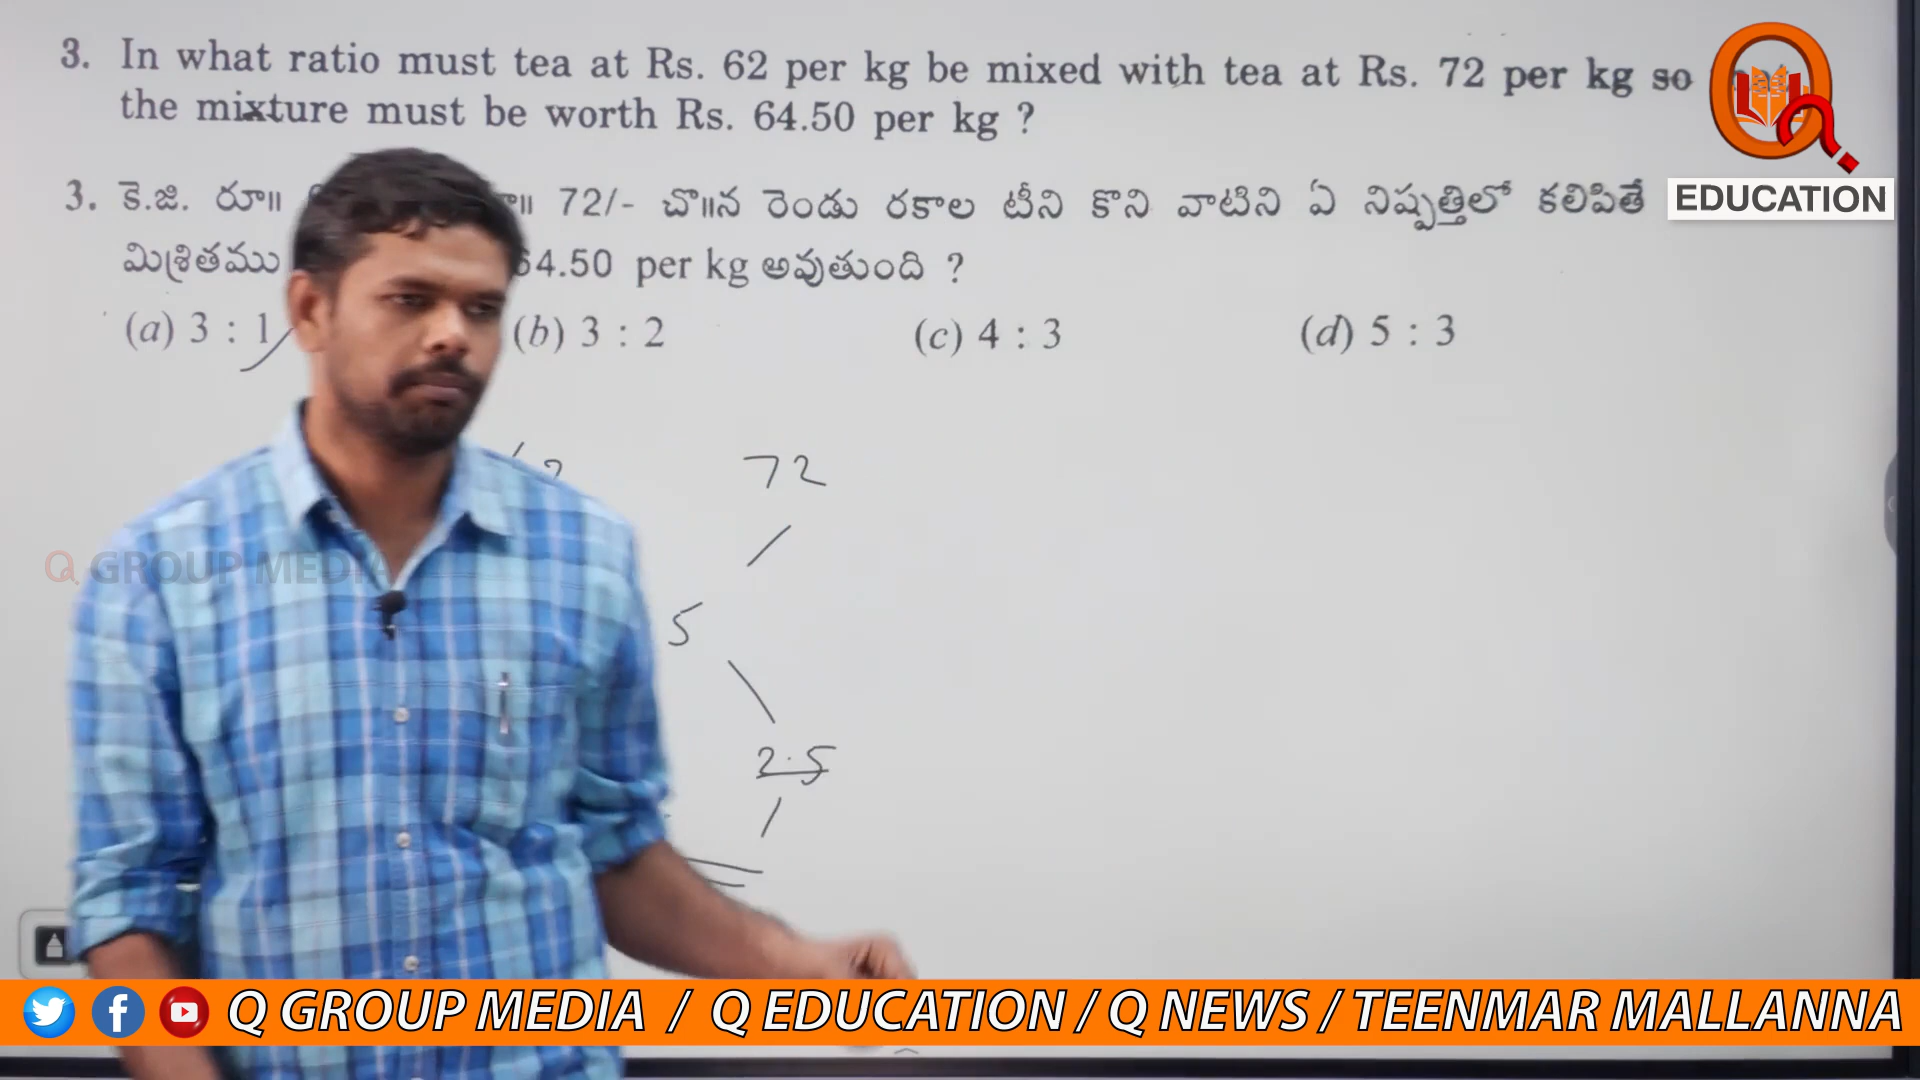 3. In what ratio must tea at Rs. 62 per kg be mixed with tea at Rs. 72 per kg so
the mixture must be worth Rs. 64.50 per kg ?
3. కె.జి. రూ॥ 72/- చొ॥న రెండు రకాల టీని కొని వాటిని ఏ నిష్పత్తిలో కలిపితే
మిశ్రితము 64.50 per kg అవుతుంది ?
(a) 3 : 1 (b) 3 : 2 (c) 4 : 3 (d) 5 : 3
72
5
2.5
EDUCATION
Q GROUP MEDIA
Q GROUP MEDIA / Q EDUCATION / Q NEWS / TEENMAR MALLANNA